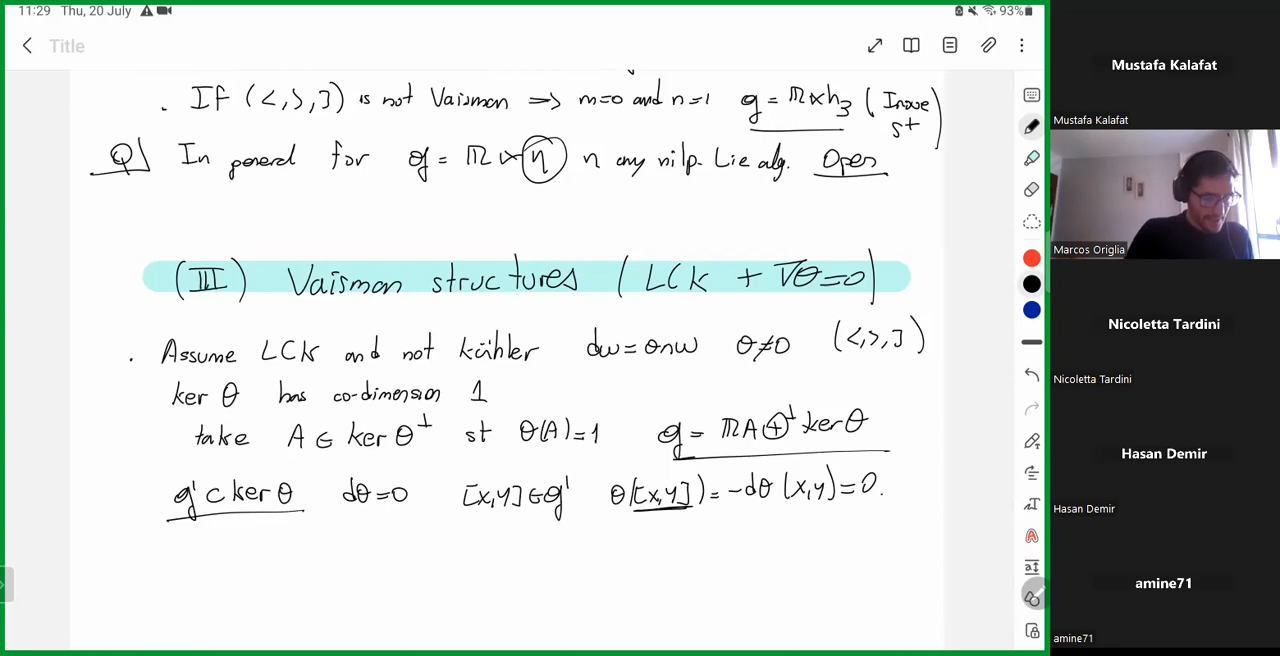 11:29 Thu, 20 July 93%
Title
. If (<,>,J) is not Vaisman ⟹ m=0 and n=1 g = ℝ⋉h₃ (Inoue
S⁺)
Q) In general for g = ℝ⋉η n any nilp. Lie alg. Open
(III) Vaisman structures (LCK + ∇θ=0)
. Assume LCK and not Kähler dω=θ∧ω θ≠0 (<,>,J)
ker θ has co-dimension 1
take A ∈ ker θ^⊥ st θ(A)=1 g = ℝA ⊕^⊥ ker θ
g' ⊂ ker θ dθ=0 [x,y]∈g' θ([x,y]) = -dθ(x,y)=0.
Mustafa Kalafat
Mustafa Kalafat
Marcos Origlia
Nicoletta Tardini
Nicoletta Tardini
Hasan Demir
Hasan Demir
amine71
amine71